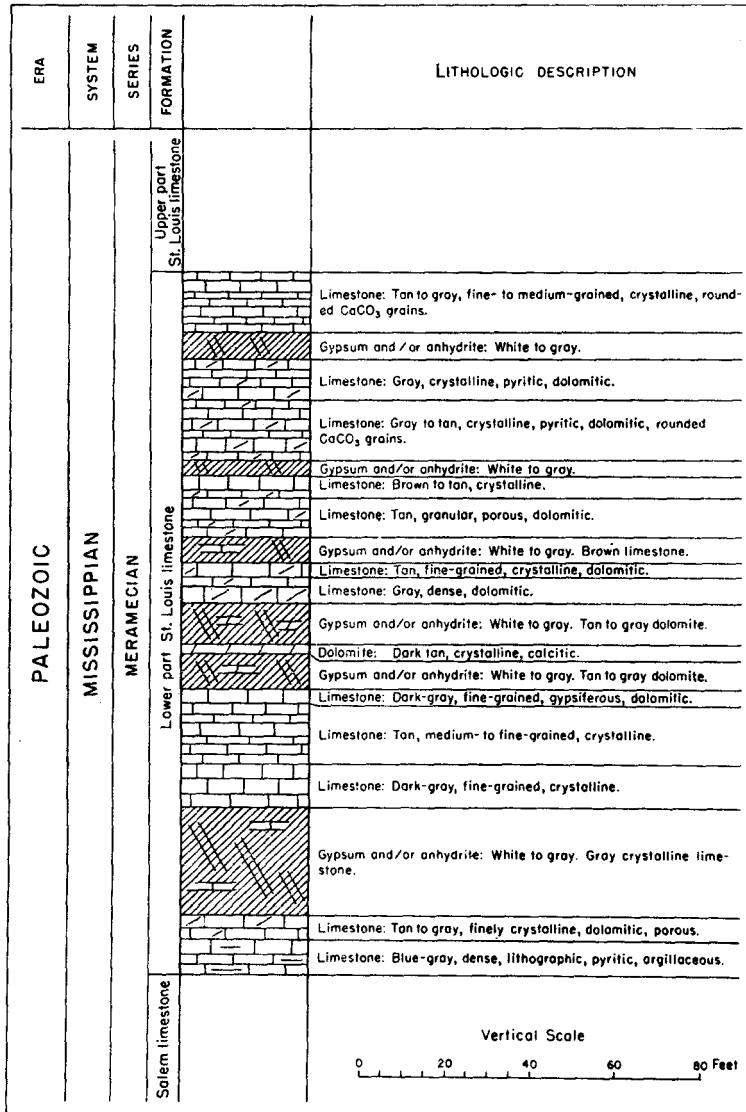 ERA
SYSTEM
SERIES
FORMATION
LITHOLOGIC DESCRIPTION
PALEOZOIC
MISSISSIPPIAN
MERAMECIAN
Upper part
St. Louis limestone
Lower part St. Louis limestone
Salem limestone
Limestone: Tan to gray, fine- to medium-grained, crystalline, round-
ed CaCO₃ grains.
Gypsum and / or anhydrite: White to gray.
Limestone: Gray, crystalline, pyritic, dolomitic.
Limestone: Gray to tan, crystalline, pyritic, dolomitic, rounded
CaCO₃ grains.
Gypsum and/or anhydrite: White to gray.
Limestone: Brown to tan, crystalline.
Limestone: Tan, granular, porous, dolomitic.
Gypsum and/or anhydrite: White to gray. Brown limestone.
Limestone: Tan, fine-grained, crystalline, dolomitic.
Limestone: Gray, dense, dolomitic.
Gypsum and/or anhydrite: White to gray. Tan to gray dolomite.
Dolomite: Dark tan, crystalline, calcitic.
Gypsum and/or anhydrite: White to gray. Tan to gray dolomite.
Limestone: Dark-gray, fine-grained, gypsiferous, dolomitic.
Limestone: Tan, medium- to fine-grained, crystalline.
Limestone: Dark-gray, fine-grained, crystalline.
Gypsum and/or anhydrite: White to gray. Gray crystalline lime-
stone.
Limestone: Tan to gray, finely crystalline, dolomitic, porous.
Limestone: Blue-gray, dense, lithographic, pyritic, argillaceous.
Vertical Scale
0 20 40 60 80 Feet